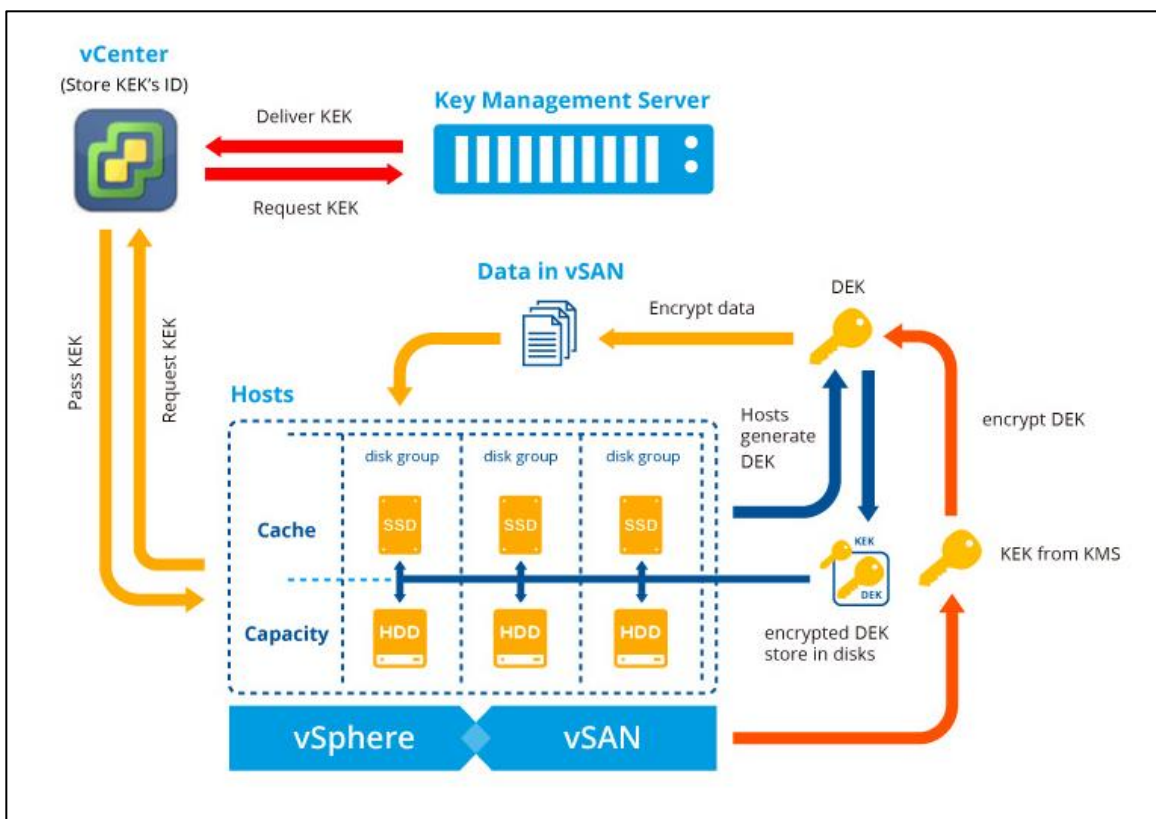 vCenter
(Store KEK's ID)
Key Management Server
Deliver KEK
Request KEK
Pass KEK
Request KEK
Data in vSAN
DEK
Encrypt data
Hosts
Hosts
generate
DEK
encrypt DEK
disk group
disk group
disk group
Cache
SSD
SSD
SSD
KEK
DEK
KEK from KMS
Capacity
HDD
HDD
HDD
encrypted DEK
store in disks
vSphere
vSAN